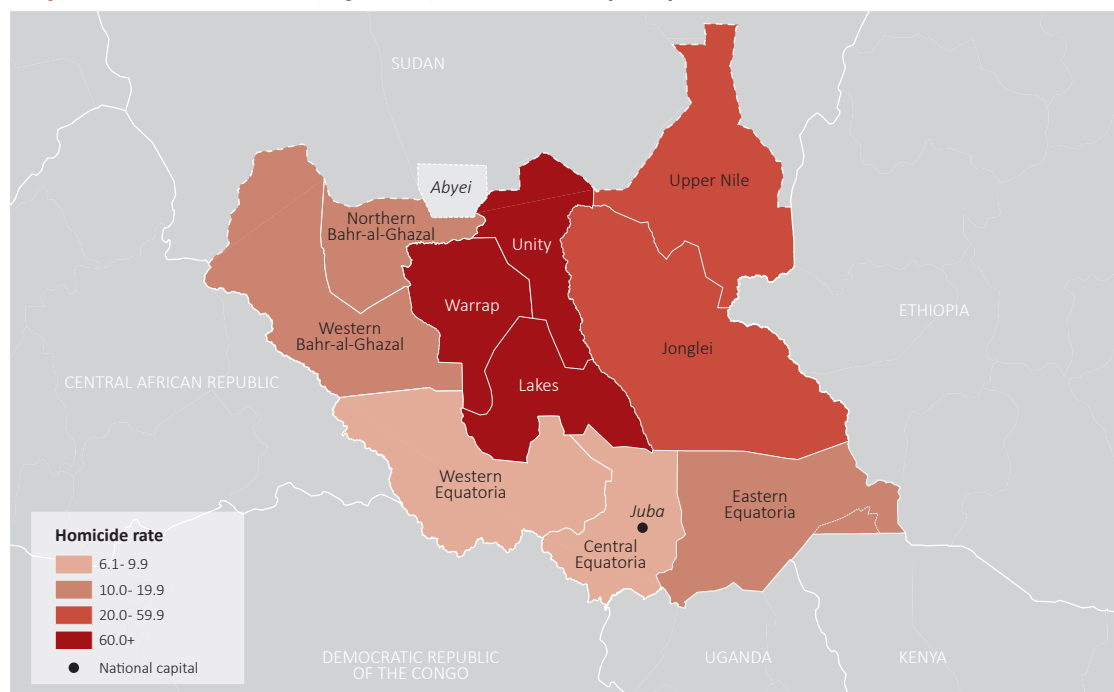 SUDAN
Abyei
Upper Nile
Northern
Bahr-al-Ghazal
Unity
Warrap
ETHIOPIA
Western
Bahr-al-Ghazal
Jonglei
CENTRAL AFRICAN REPUBLIC
Lakes
Western
Equatoria
Eastern
Equatoria
Juba
Central
Equatoria
Homicide rate
6.1- 9.9
10.0- 19.9
20.0- 59.9
60.0+
National capital
DEMOCRATIC REPUBLIC
OF THE CONGO
UGANDA
KENYA